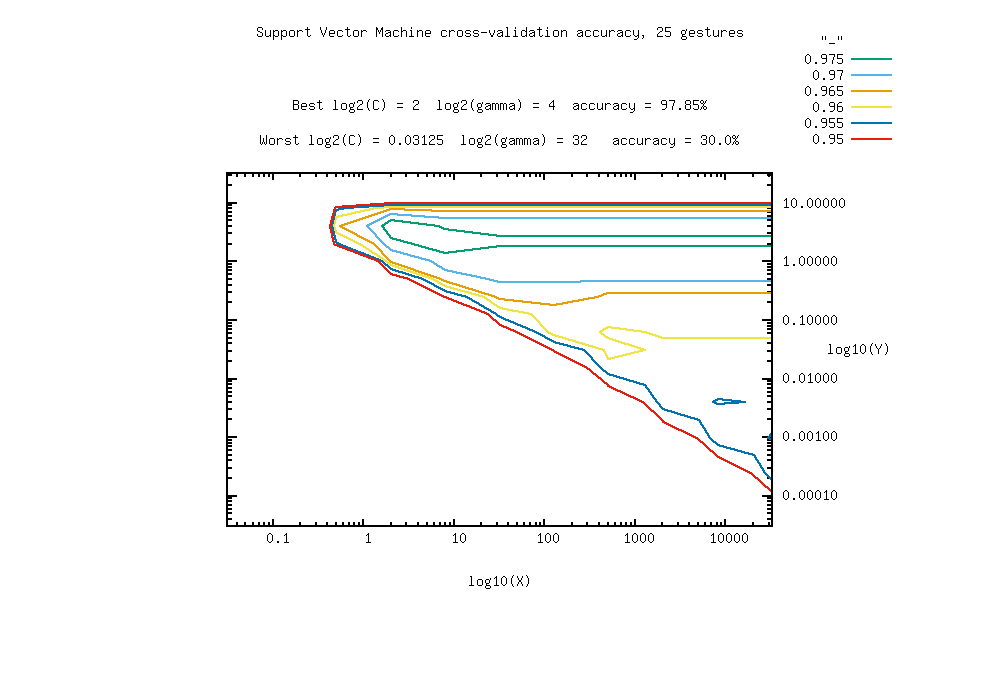 Support Vector Machine cross-validation accuracy, 25 gestures
"_"
0.975
0.97
0.965
0.96
0.955
0.95
Best log2(C) = 2 log2(gamma) = 4 accuracy = 97.85%
Worst log2(C) = 0.03125 log2(gamma) = 32 accuracy = 30.0%
10.00000
1.00000
0.10000
log10(Y)
0.01000
0.00100
0.00010
0.1 1 10 100 1000 10000
log10(X)